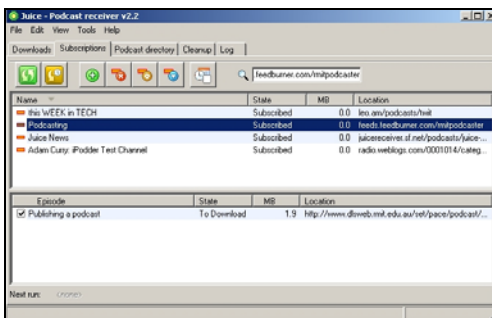 Juice - Podcast receiver v2.2
File Edit View Tools Help
Downloads Subscriptions Podcast directory Cleanup Log
feedburner.com/rmitpodcaster
Name State MB Location
this WEEK in TECH Subscribed 0.0 leo.am/podcasts/twit
Podcasting Subscribed 0.0 feeds.feedburner.com/rmitpodcaster
Juice News Subscribed 0.0 juicereceiver.sf.net/podcasts/juice-...
Adam Curry: iPodder Test Channel Subscribed 0.0 radio.weblogs.com/0001014/categ...
Episode State MB Location
Publishing a podcast To Download 1.9 http://www.dlsweb.rmit.edu.au/set/pace/podcast/...
Next run: